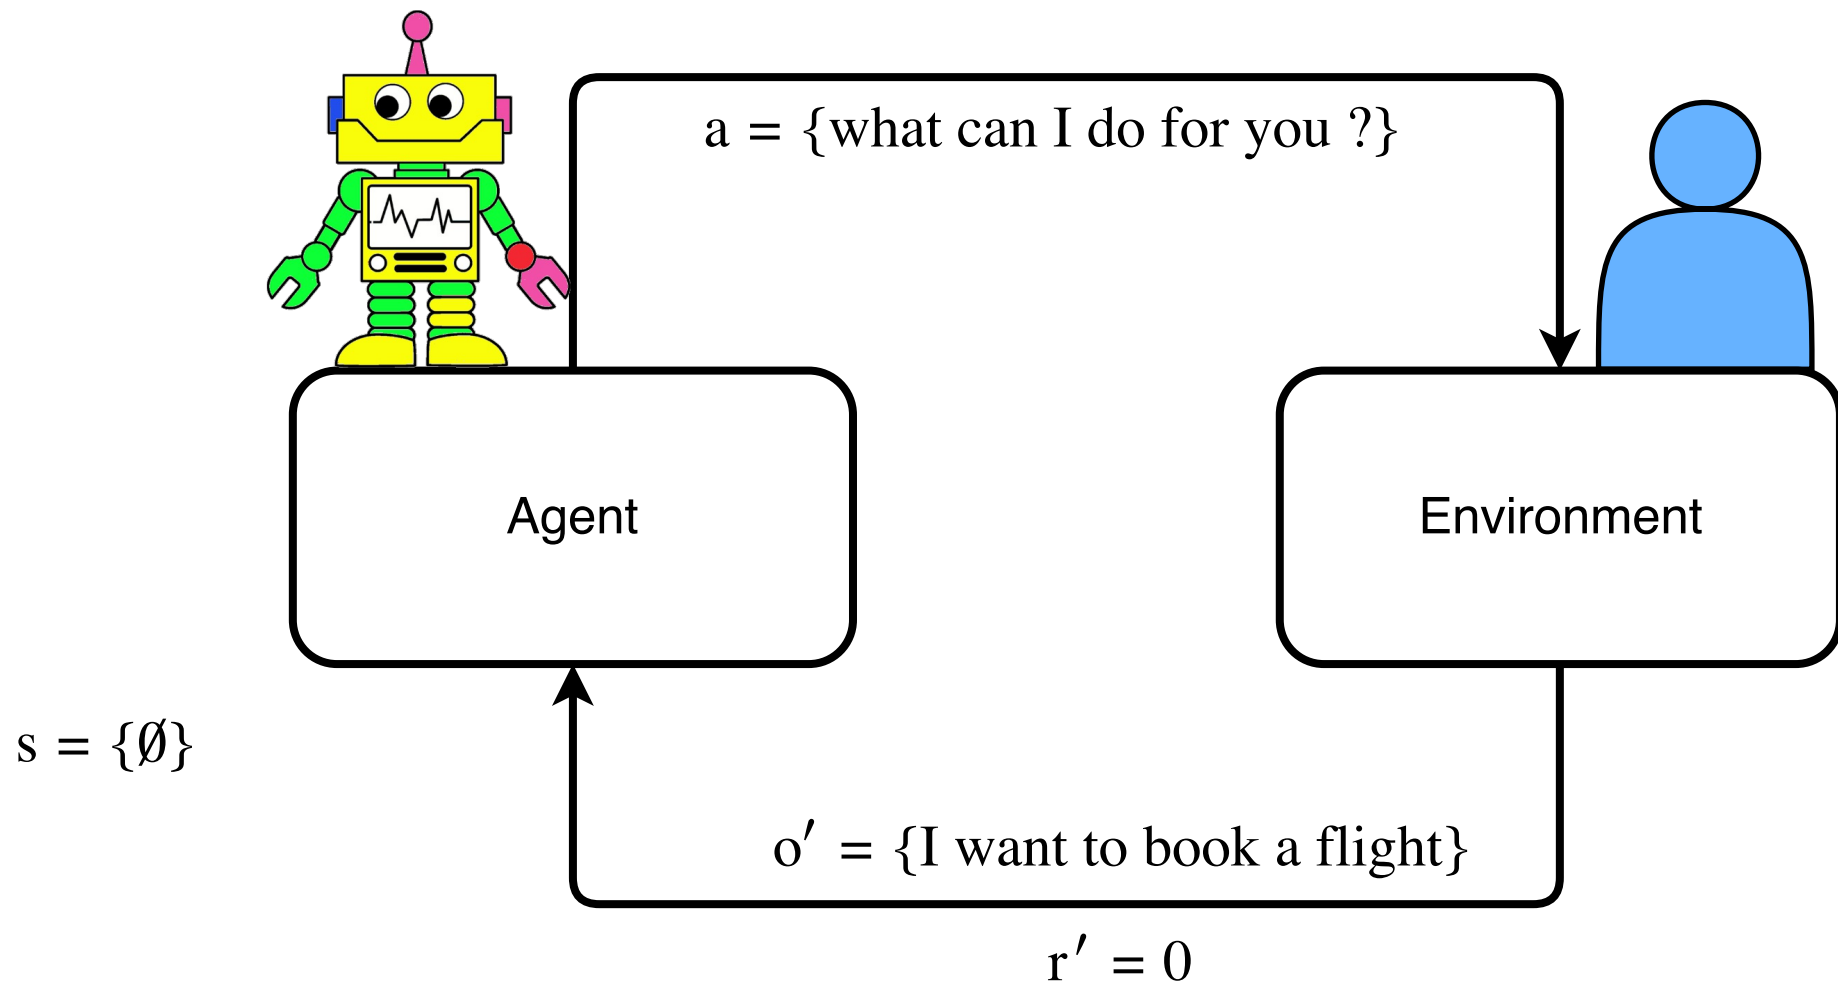 a = {what can I do for you ?}
Agent
Environment
s = {∅}
o′ = {I want to book a flight}
r′ = 0